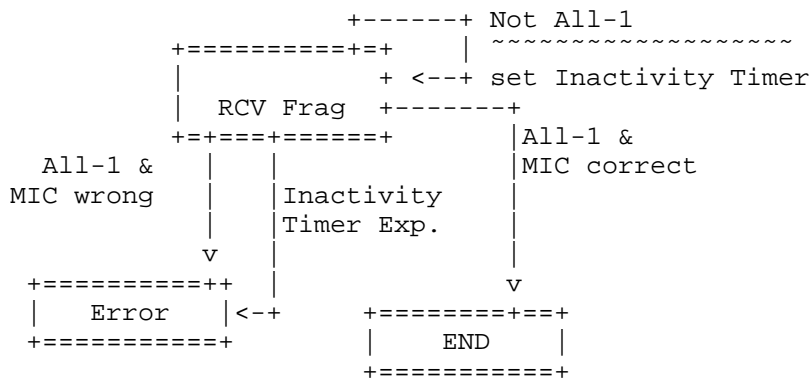 +------+ Not All-1
          +==========+=+    | ~~~~~~~~~~~~~~~~~~~
          |            + <--+ set Inactivity Timer
          |  RCV Frag  +-------+
          +=+===+======+       |All-1 &
   All-1 &  |   |              |MIC correct
 MIC wrong  |   |Inactivity    |
            |   |Timer Exp.    |
            v   |              |
  +==========++ |              v
  |   Error   |<-+     +========+==+
  +===========+        |    END    |
                       +===========+